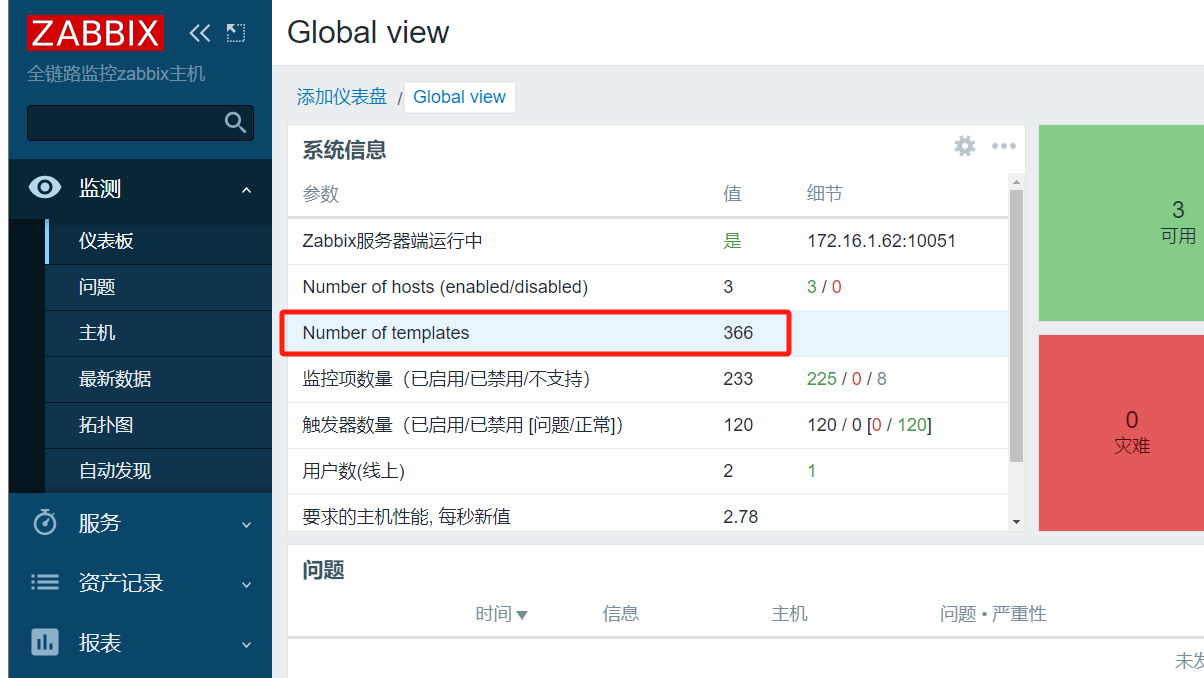 ZABBIX
全链路监控zabbix主机
监测
仪表板
问题
主机
最新数据
拓扑图
自动发现
服务
资产记录
报表
Global view
添加仪表盘 / Global view
系统信息
参数 值 细节
Zabbix服务器端运行中 是 172.16.1.62:10051
Number of hosts (enabled/disabled) 3 3 / 0
Number of templates 366
监控项数量（已启用/已禁用/不支持） 233 225 / 0 / 8
触发器数量（已启用/已禁用 [问题/正常]） 120 120 / 0 [0 / 120]
用户数(线上) 2 1
要求的主机性能, 每秒新值 2.78
3
可用
0
灾难
问题
时间▼ 信息 主机 问题 • 严重性
未发